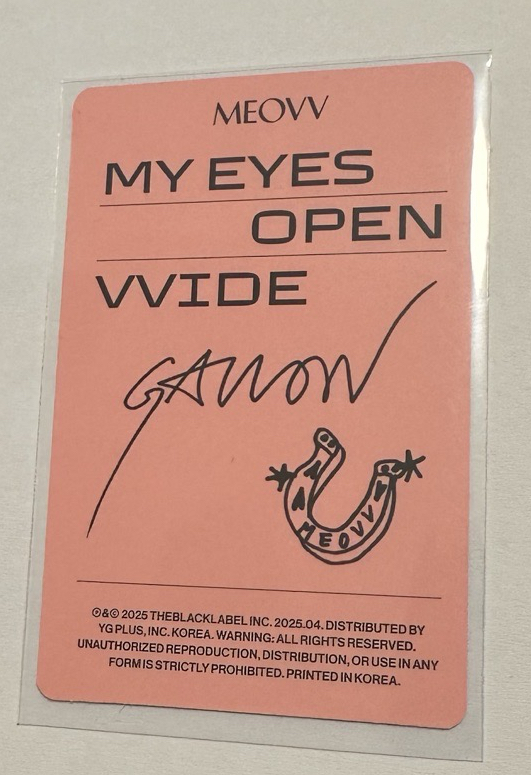 MEOVV
MY EYES
OPEN
VVIDE
GAWON
MEOVV
℗&© 2025 THEBLACKLABEL INC. 2025.04. DISTRIBUTED BY
YG PLUS, INC. KOREA. WARNING: ALL RIGHTS RESERVED.
UNAUTHORIZED REPRODUCTION, DISTRIBUTION, OR USE IN ANY
FORM IS STRICTLY PROHIBITED. PRINTED IN KOREA.